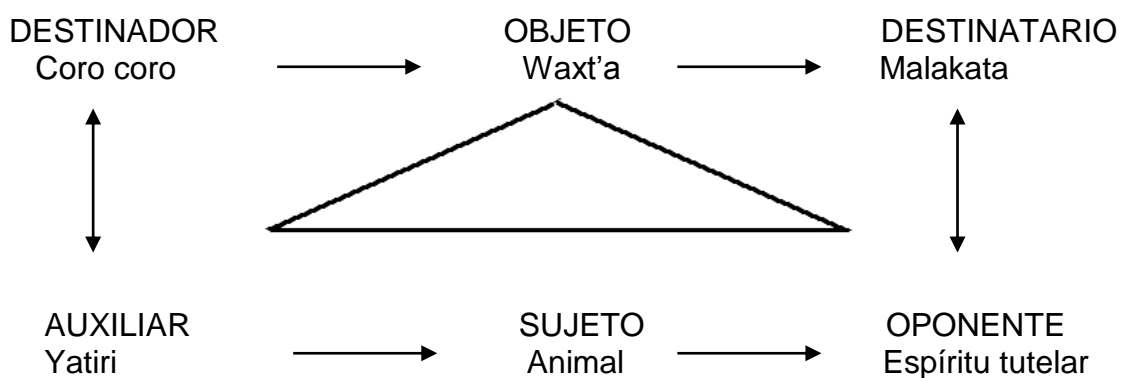 DESTINADOR OBJETO DESTINATARIO
Coro coro Waxt’a Malakata
AUXILIAR SUJETO OPONENTE
Yatiri Animal Espíritu tutelar